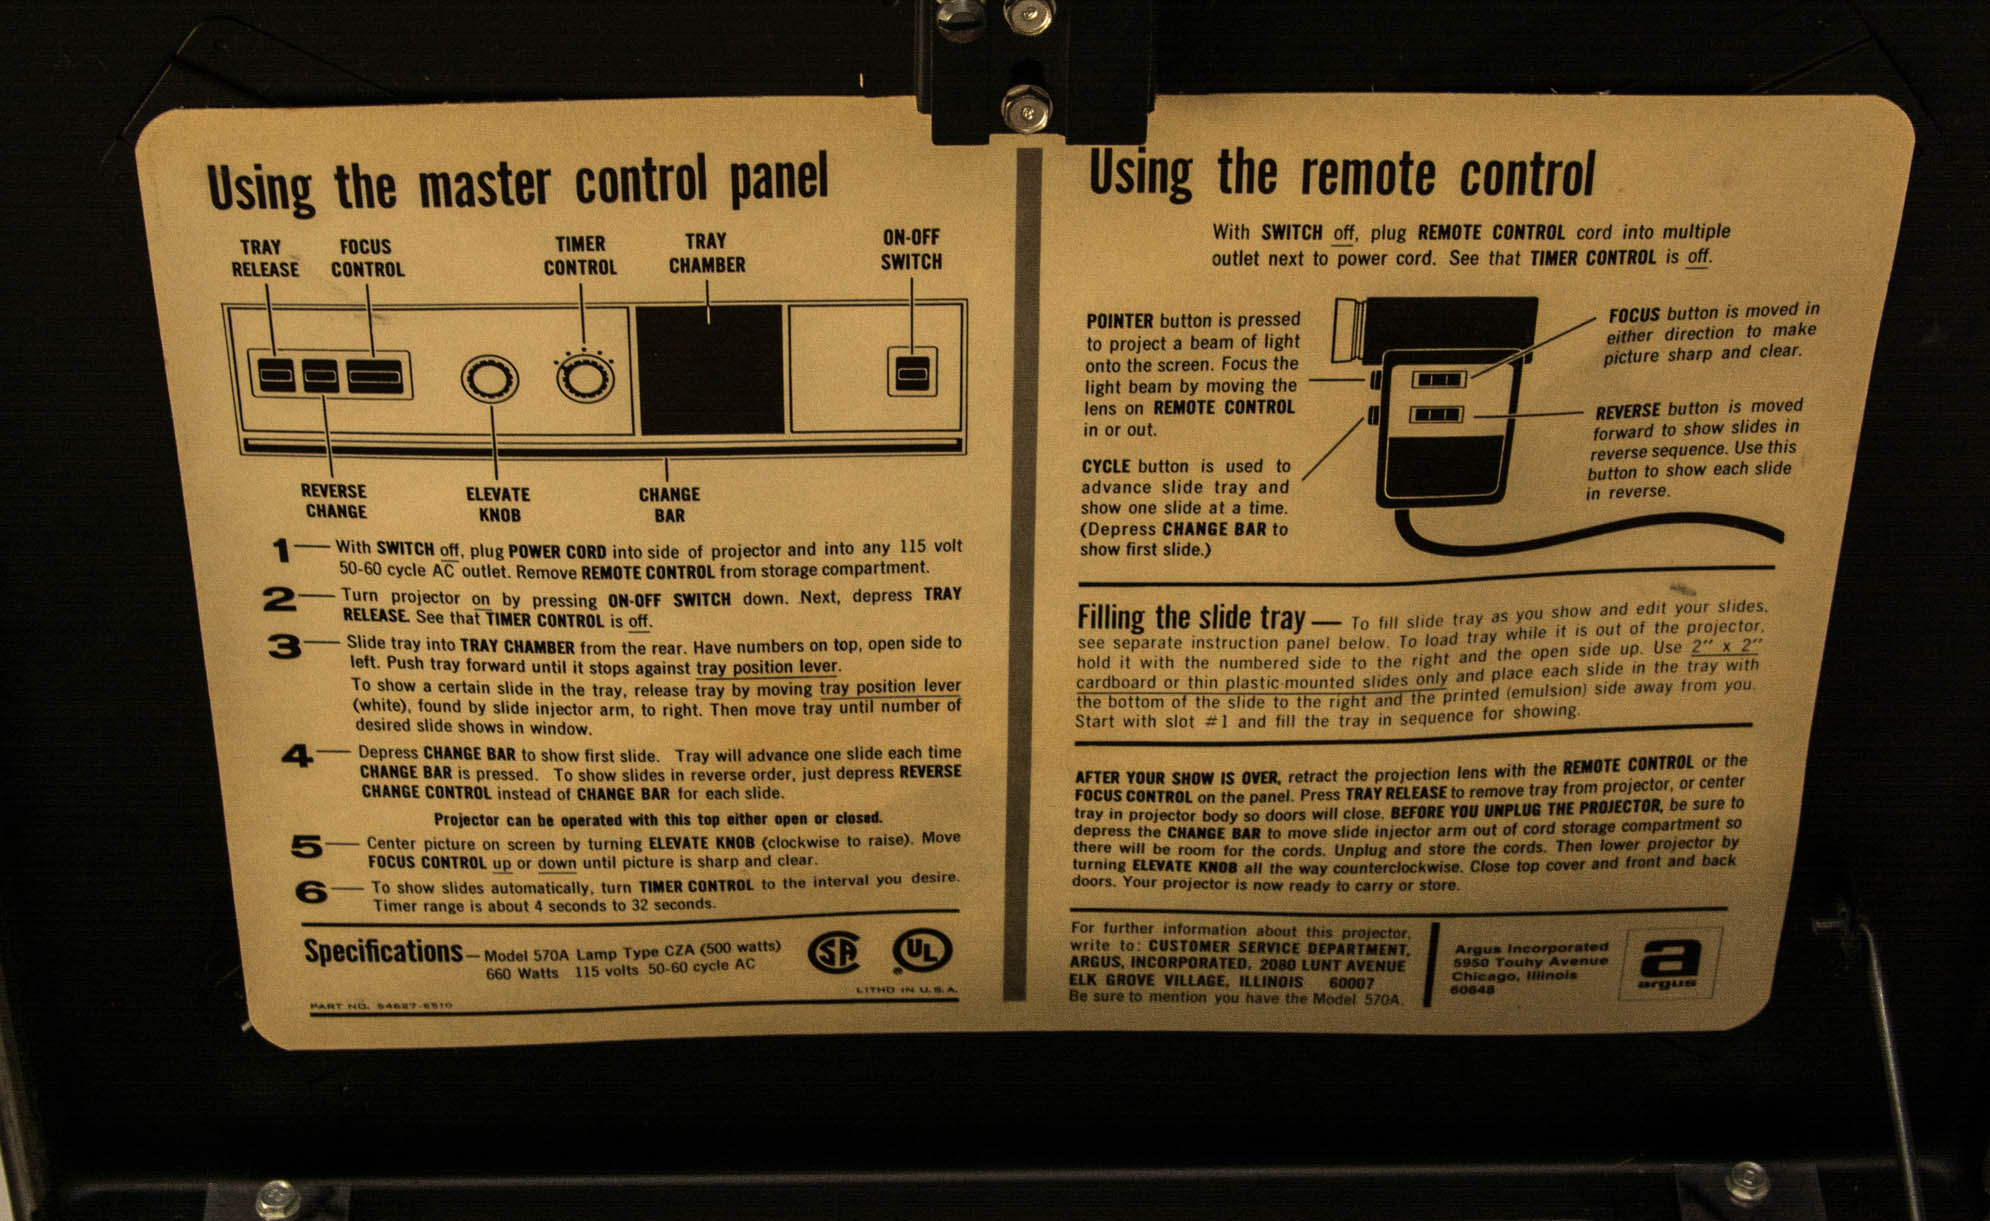 Using the master control panel
TRAY RELEASE
FOCUS CONTROL
TIMER CONTROL
TRAY CHAMBER
ON-OFF SWITCH
REVERSE CHANGE
ELEVATE KNOB
CHANGE BAR
1 — With SWITCH off, plug POWER CORD into side of projector and into any 115 volt
50-60 cycle AC outlet. Remove REMOTE CONTROL from storage compartment.
2 — Turn projector on by pressing ON-OFF SWITCH down. Next, depress TRAY
RELEASE. See that TIMER CONTROL is off.
3 — Slide tray into TRAY CHAMBER from the rear. Have numbers on top, open side to
left. Push tray forward until it stops against tray position lever.
To show a certain slide in the tray, release tray by moving tray position lever
(white), found by slide injector arm, to right. Then move tray until number of
desired slide shows in window.
4 — Depress CHANGE BAR to show first slide. Tray will advance one slide each time
CHANGE BAR is pressed. To show slides in reverse order, just depress REVERSE
CHANGE CONTROL instead of CHANGE BAR for each slide.
Projector can be operated with this top either open or closed.
5 — Center picture on screen by turning ELEVATE KNOB (clockwise to raise). Move
FOCUS CONTROL up or down until picture is sharp and clear.
6 — To show slides automatically, turn TIMER CONTROL to the interval you desire.
Timer range is about 4 seconds to 32 seconds.
Specifications — Model 570A Lamp Type CZA (500 watts)
660 Watts 115 volts 50-60 cycle AC
SA
UL
LITHO IN U.S.A.
PART NO. 54627-6510
Using the remote control
With SWITCH off, plug REMOTE CONTROL cord into multiple
outlet next to power cord. See that TIMER CONTROL is off.
POINTER button is pressed
to project a beam of light
onto the screen. Focus the
light beam by moving the
lens on REMOTE CONTROL
in or out.
CYCLE button is used to
advance slide tray and
show one slide at a time.
(Depress CHANGE BAR to
show first slide.)
FOCUS button is moved in
either direction to make
picture sharp and clear.
REVERSE button is moved
forward to show slides in
reverse sequence. Use this
button to show each slide
in reverse.
Filling the slide tray — To fill slide tray as you show and edit your slides,
see separate instruction panel below. To load tray while it is out of the projector,
hold it with the numbered side to the right and the open side up. Use 2" x 2"
cardboard or thin plastic-mounted slides only and place each slide in the tray with
the bottom of the slide to the right and the printed (emulsion) side away from you.
Start with slot #1 and fill the tray in sequence for showing.
AFTER YOUR SHOW IS OVER, retract the projection lens with the REMOTE CONTROL or the
FOCUS CONTROL on the panel. Press TRAY RELEASE to remove tray from projector, or center
tray in projector body so doors will close. BEFORE YOU UNPLUG THE PROJECTOR, be sure to
depress the CHANGE BAR to move slide injector arm out of cord storage compartment so
there will be room for the cords. Unplug and store the cords. Then lower projector by
turning ELEVATE KNOB all the way counterclockwise. Close top cover and front and back
doors. Your projector is now ready to carry or store.
For further information about this projector,
write to: CUSTOMER SERVICE DEPARTMENT,
ARGUS, INCORPORATED, 2080 LUNT AVENUE
ELK GROVE VILLAGE, ILLINOIS 60007
Be sure to mention you have the Model 570A.
Argus Incorporated
5950 Touhy Avenue
Chicago, Illinois
60648
a
argus